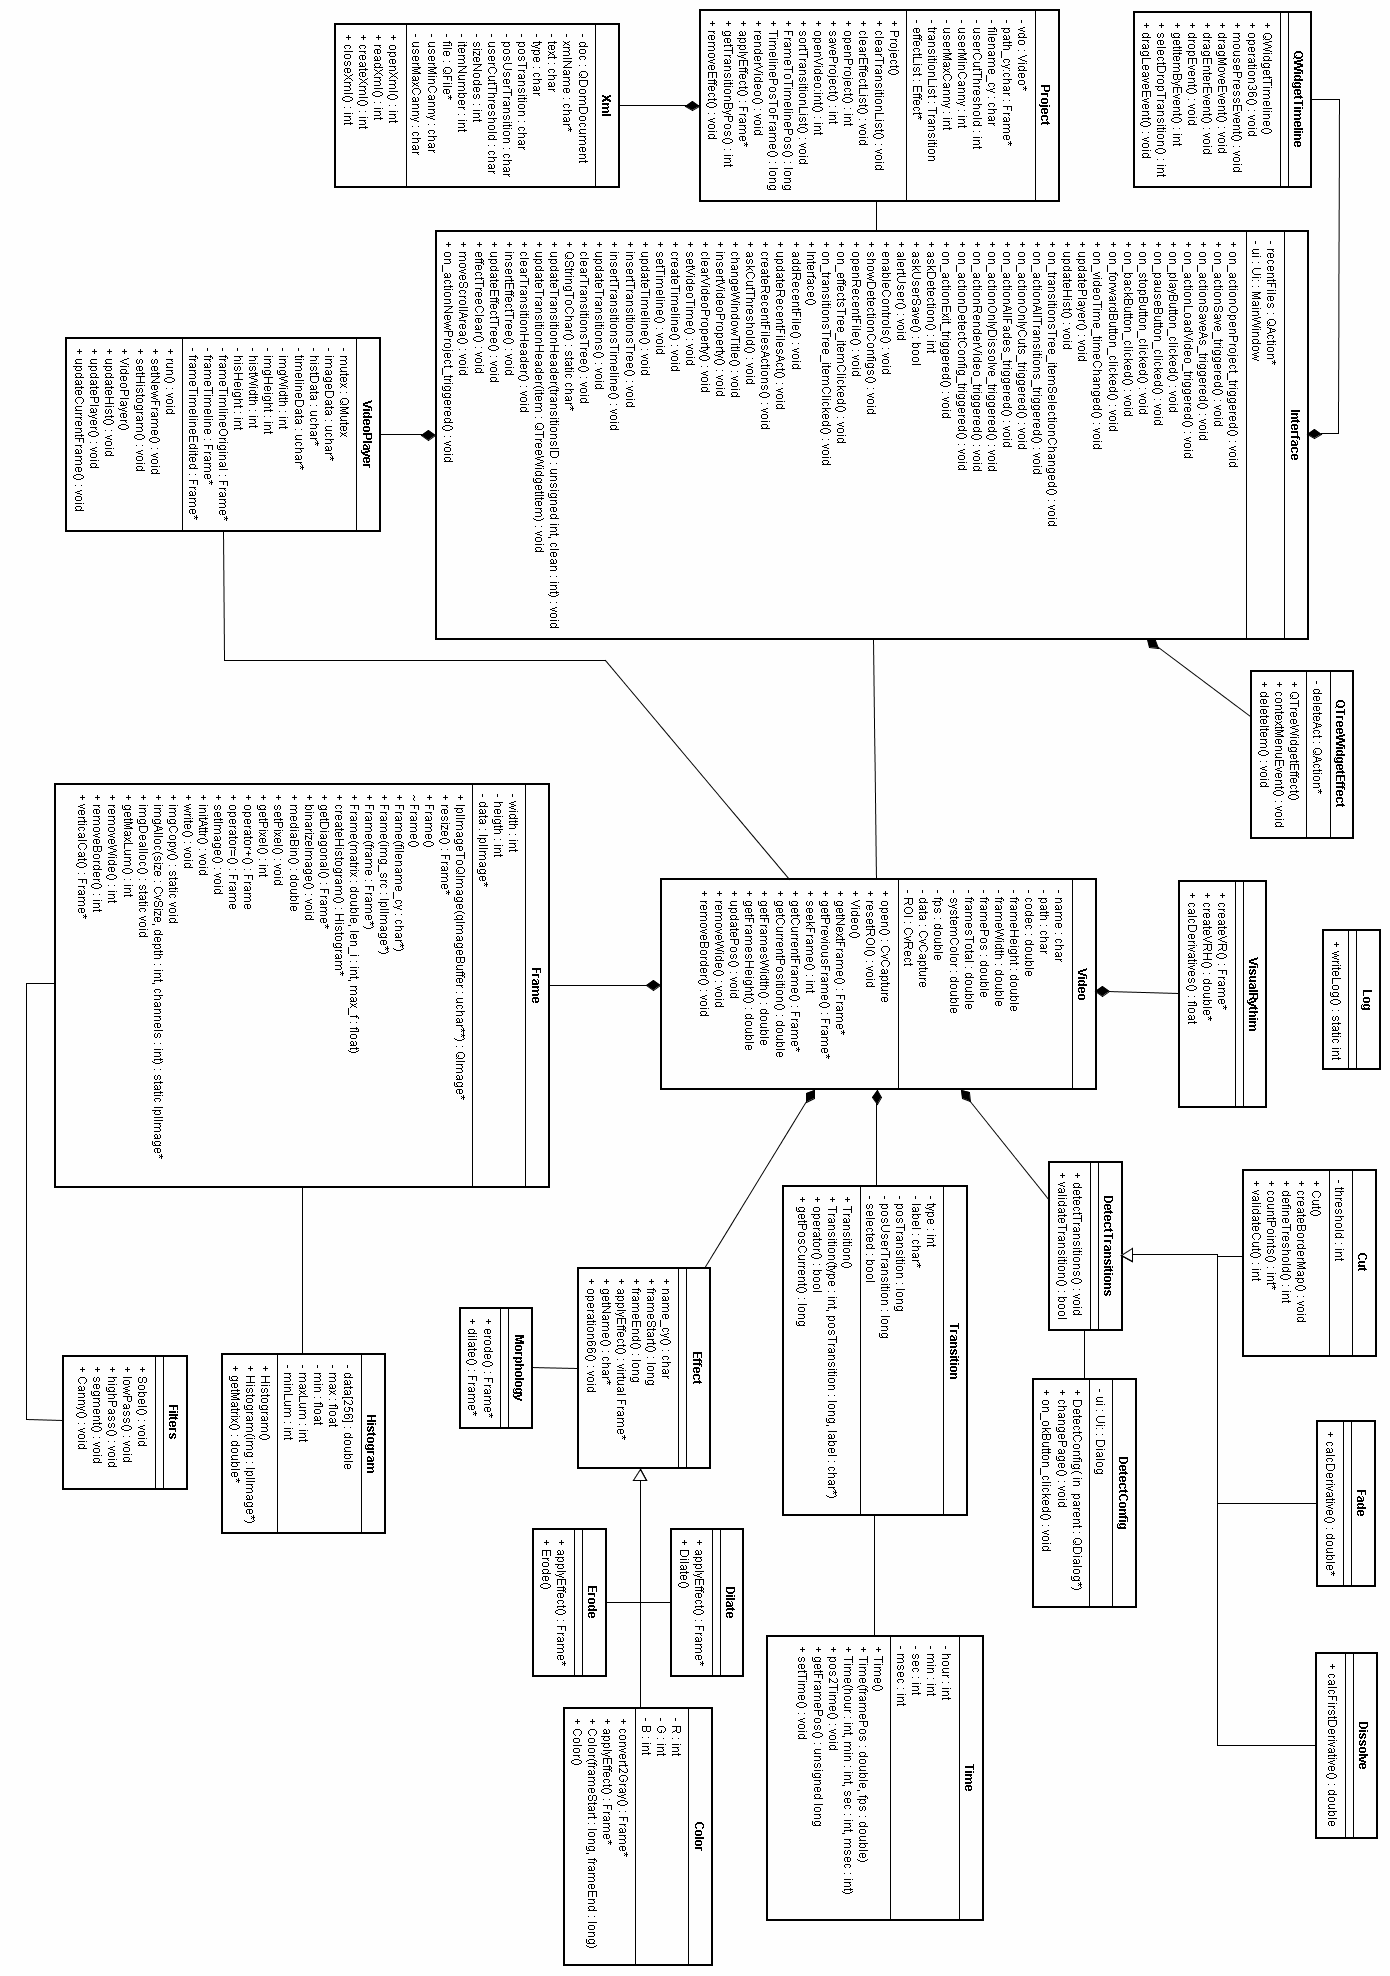 QWidgetTimeline
+ QWidgetTimeline()
+ operation36() : void
+ mousePressEvent() : void
+ dragMoveEvent() : void
+ dragEnterEvent() : void
+ dropEvent() : void
+ getItemByEvent() : int
+ selectDropTransition() : int
+ dragLeaveEvent() : void
Project
- vdo : Video*
- path_cy:char : Frame*
- filename_cy : char
- userCutThreshold : int
- userMinCanny : int
- userMaxCanny : int
- transitionList : Transition
- effectList : Effect*
+ Project()
+ clearTransitionList() : void
+ clearEffectList() : void
+ openProject() : int
+ saveProject() : int
+ openVideo:int() : int
+ sortTransitionList() : void
+ FrameToTimelinePos() : long
+ TimelinePosToFrame() : long
+ renderVideo() : void
+ applyEffect() : Frame*
+ getTransitionByPos() : int
+ removeEffect() : void
Xml
- doc : QDomDocument
- xmlName : char*
- text : char
- type : char
- posTransition : char
- posUserTransition : char
- userCutThreshold : char
- sizeNodes : int
- itemNumber : int
- file : QFile*
- userMinCanny : char
- userMaxCanny : char
+ openXml() : int
+ readXml() : int
+ createXml() : int
+ closeXml() : int
Interface
- recentFiles : QAction*
- ui : Ui : : MainWindow
+ on_actionOpenProject_triggered() : void
+ on_actionSave_triggered() : void
+ on_actionSaveAs_triggered() : void
+ on_actionLoadVideo_triggered() : void
+ on_playButton_clicked() : void
+ on_pauseButton_clicked() : void
+ on_stopButton_clicked() : void
+ on_backButton_clicked() : void
+ on_forwardButton_clicked() : void
+ on_videoTime_timeChanged() : void
+ updatePlayer() : void
+ updateHist() : void
+ on_transitionsTree_itemSelectionChanged() : void
+ on_actionAllTransitions_triggered() : void
+ on_actionOnlyCuts_triggered() : void
+ on_actionAllFades_triggered() : void
+ on_actionOnlyDissolve_triggered() : void
+ on_actionRenderVideo_triggered() : void
+ on_actionDetectConfig_triggered() : void
+ on_actionExit_triggered() : void
+ askDetection() : int
+ askUserSave() : bool
+ alertUser() : void
+ enableControls() : void
+ showDetectionConfigs() : void
+ openRecentFile() : void
+ on_effectsTree_itemClicked() : void
+ on_transitionsTree_itemClicked() : void
+ Interface()
+ addRecentFile() : void
+ updateRecentFilesAct() : void
+ createRecentFilesActions() : void
+ askCutThreshold() : void
+ changeWindowTitle() : void
+ insertVideoProperty() : void
+ clearVideoProperty() : void
+ setVideoTime() : void
+ createTimeline() : void
+ setTimeline() : void
+ updateTimeline() : void
+ insertTransitionsTree() : void
+ insertTransitionsTimeline() : void
+ updateTransitions() : void
+ clearTransitionsTree() : void
+ QStringToChar() : static char*
+ updateTransitionHeader(transitionsID : unsigned int, clean : int) : void
+ updateTransitionHeader(item : QTreeWidgetItem) : void
+ clearTransitionHeader() : void
+ insertEffectTree() : void
+ updateEffectTree() : void
+ effectTreeClear() : void
+ moveScrollArea() : void
+ on_actionNewProject_triggered() : void
VideoPlayer
- mutex : QMutex
- imageData : uchar*
- histData : uchar*
- timelineData : uchar*
- imgWidth : int
- imgHeight : int
- histWidth : int
- hisHeight : int
- frameTimlineOriginal : Frame*
- frameTimeline : Frame*
- frameTimelineEdited : Frame*
+ run() : void
+ setNewFrame() : void
+ setHistogram() : void
+ VideoPlayer()
+ updateHist() : void
+ updatePlayer() : void
+ updateCurrentFrame() : void
QTreeWidgetEffect
- deleteAct : QAction*
+ QTreeWidgetEffect()
+ contextMenuEvent() : void
+ deleteItem() : void
Log
+ writeLog() : static int
VisualRythim
+ createVR() : Frame*
+ createVRH() : double*
+ calcDerivatives() : float
Video
- name : char
- path : char
- codec : double
- frameHeight : double
- frameWidth : double
- framePos : double
- framesTotal : double
- systemColor : double
- fps : double
- data : CvCapture
- ROI : CvRect
+ open() : CvCapture
+ resetROI() : void
+ Video()
+ getNextFrame() : Frame*
+ getPreviousFrame() : Frame*
+ seekFrame() : int
+ getCurrentFrame() : Frame*
+ getCurrentPosition() : double
+ getFramesWidth() : double
+ getFramesHeight() : double
+ updatePos() : void
+ removeWide() : void
+ removeBorder() : void
Frame
- width : int
- heigth : int
- data : IplImage*
+ IplImageToQImage(qImageBuffer : uchar**) : QImage*
+ resize() : Frame*
+ Frame()
~ Frame()
+ Frame(filename_cy : char*)
+ Frame(img_src : IplImage*)
+ Frame(frame : Frame*)
+ Frame(matrix : double, len_i : int, max_f : float)
+ createHistogram() : Histogram*
+ getDiagonal() : Frame*
+ binarizeImage() : void
+ mediaBin() : double
+ setPixel() : void
+ getPixel() : int
+ operator+() : Frame
+ operator=() : Frame
+ setImage() : void
+ initAttr() : void
+ write() : void
+ imgCopy() : static void
+ imgAlloc(size : CvSize, depth : int, channels : int) : static IplImage*
+ imgDealloc() : static void
+ getMaxLum() : int
+ removeWide() : int
+ removeBorder() : int
+ verticalCat() : Frame*
Cut
- threshold : int
+ Cut()
+ createBorderMap() : void
+ defineTreshold() : int
+ countPoints() : int*
+ validateCut() : int
DetectTransitions
+ detectTransitions() : void
+ validateTransition() : bool
Transition
- type : int
- label : char*
- posTransition : long
- posUserTransition : long
- selected : bool
+ Transition()
+ Transition(type : int, posTransition : long, label : char*)
+ operator() : bool
+ getPosCurrent() : long
Effect
+ name_cy() : char
+ frameStart() : long
+ frameEnd() : long
+ applyEffect() : virtual Frame*
+ getName() : char*
+ operation66() : void
Morphology
+ erode() : Frame*
+ dilate() : Frame*
Histogram
- data[256] : double
- max : float
- min : float
- maxLum : int
- minLum : int
+ Histogram()
+ Histogram(img : IplImage*)
+ getMatrix() : double*
Filters
+ Sobel() : void
+ lowPass() : void
+ highPass() : void
+ segment() : void
+ Canny() : void
DetectConfig
- ui : Ui : : Dialog
+ DetectConfig( in parent : QDialog*)
+ changePage() : void
+ on_okButton_clicked() : void
Fade
+ calcDerivative() : double*
Dilate
+ applyEffect() : Frame*
+ Dilate()
Erode
+ applyEffect() : Frame*
+ Erode()
Dissolve
+ calcFirstDerivative() : double
Time
- hour : int
- min : int
- sec : int
- msec : int
+ Time()
+ Time(framePos : double, fps : double)
+ Time(hour : int, min : int, sec : int, msec : int)
+ pos2Time() : void
+ getFramePos() : unsigned long
+ setTime() : void
Color
- R : int
- G : int
- B : int
+ convert2Gray() : Frame*
+ applyEffect() : Frame*
+ Color(frameStart : long, frameEnd : long)
+ Color()